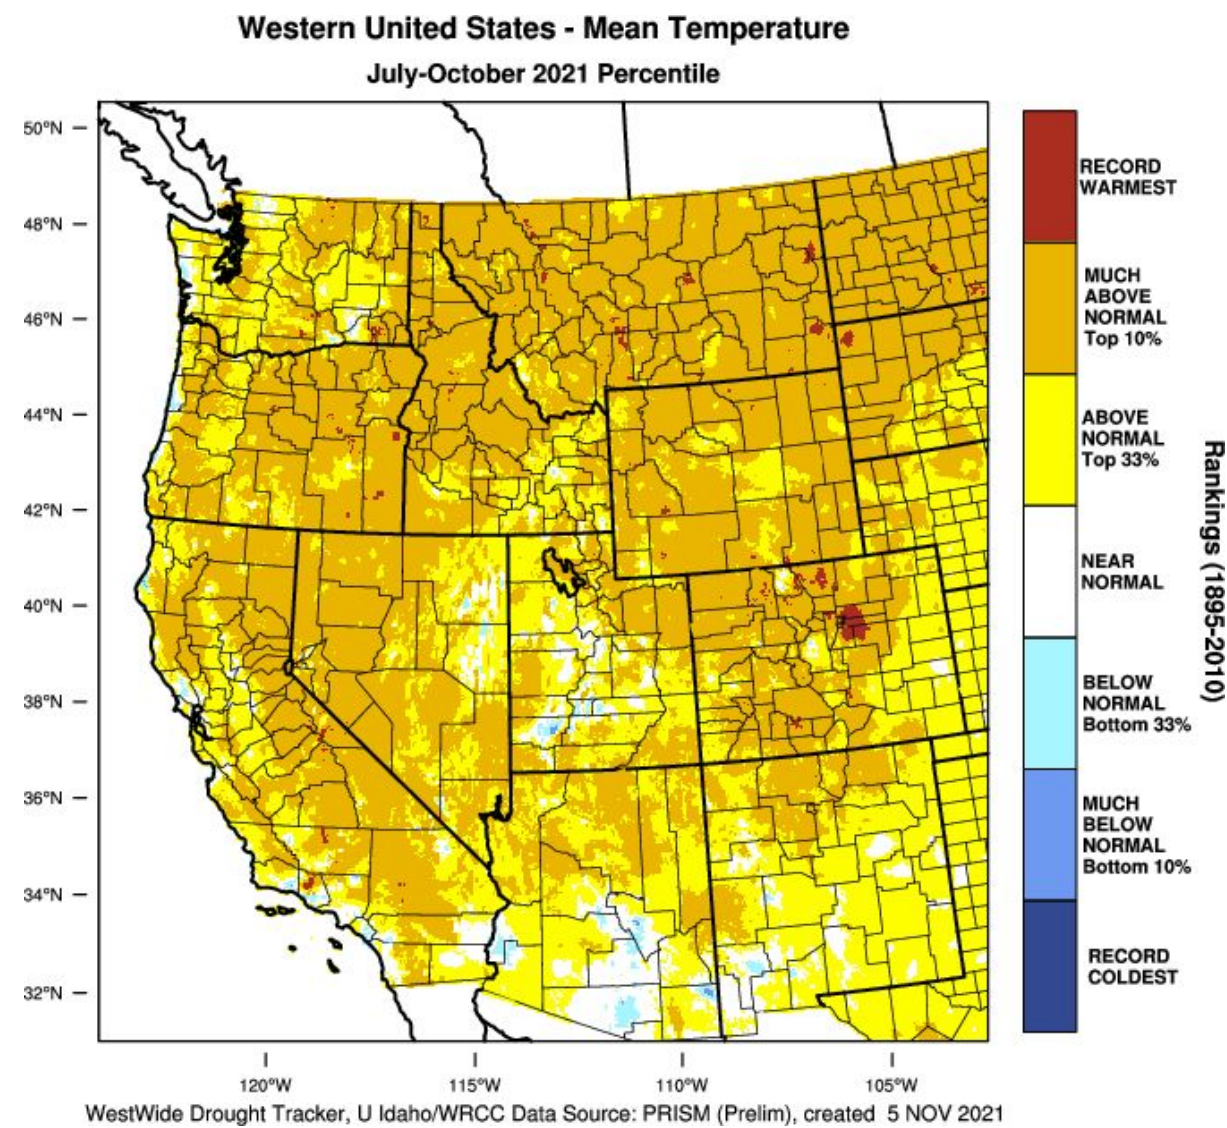 Western United States - Mean Temperature
July-October 2021 Percentile
50°N
48°N
46°N
44°N
42°N
40°N
38°N
36°N
34°N
32°N
120°W
115°W
110°W
105°W
RECORD
WARMEST
MUCH
ABOVE
NORMAL
Top 10%
ABOVE
NORMAL
Top 33%
NEAR
NORMAL
BELOW
NORMAL
Bottom 33%
MUCH
BELOW
NORMAL
Bottom 10%
RECORD
COLDEST
Rankings (1895-2010)
WestWide Drought Tracker, U Idaho/WRCC Data Source: PRISM (Prelim), created 5 NOV 2021